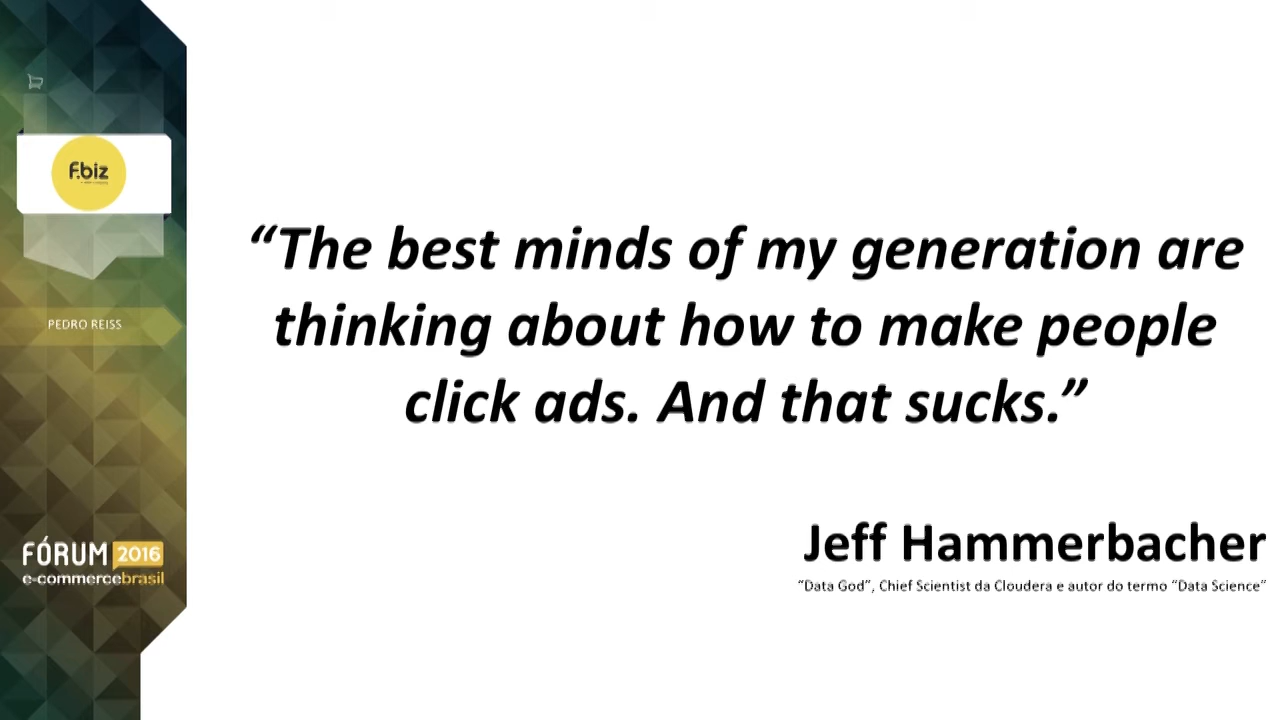 F.biz
PEDRO REISS
“The best minds of my generation are
thinking about how to make people
click ads. And that sucks.”
Jeff Hammerbacher
“Data God”, Chief Scientist da Cloudera e autor do termo “Data Science”
FÓRUM 2016
e-commercebrasil